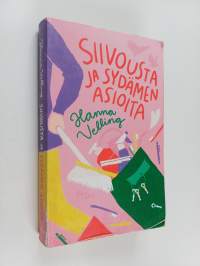 SIIVOUSTA
JA SYDÄMEN
ASIOITA
Hanna
Velling